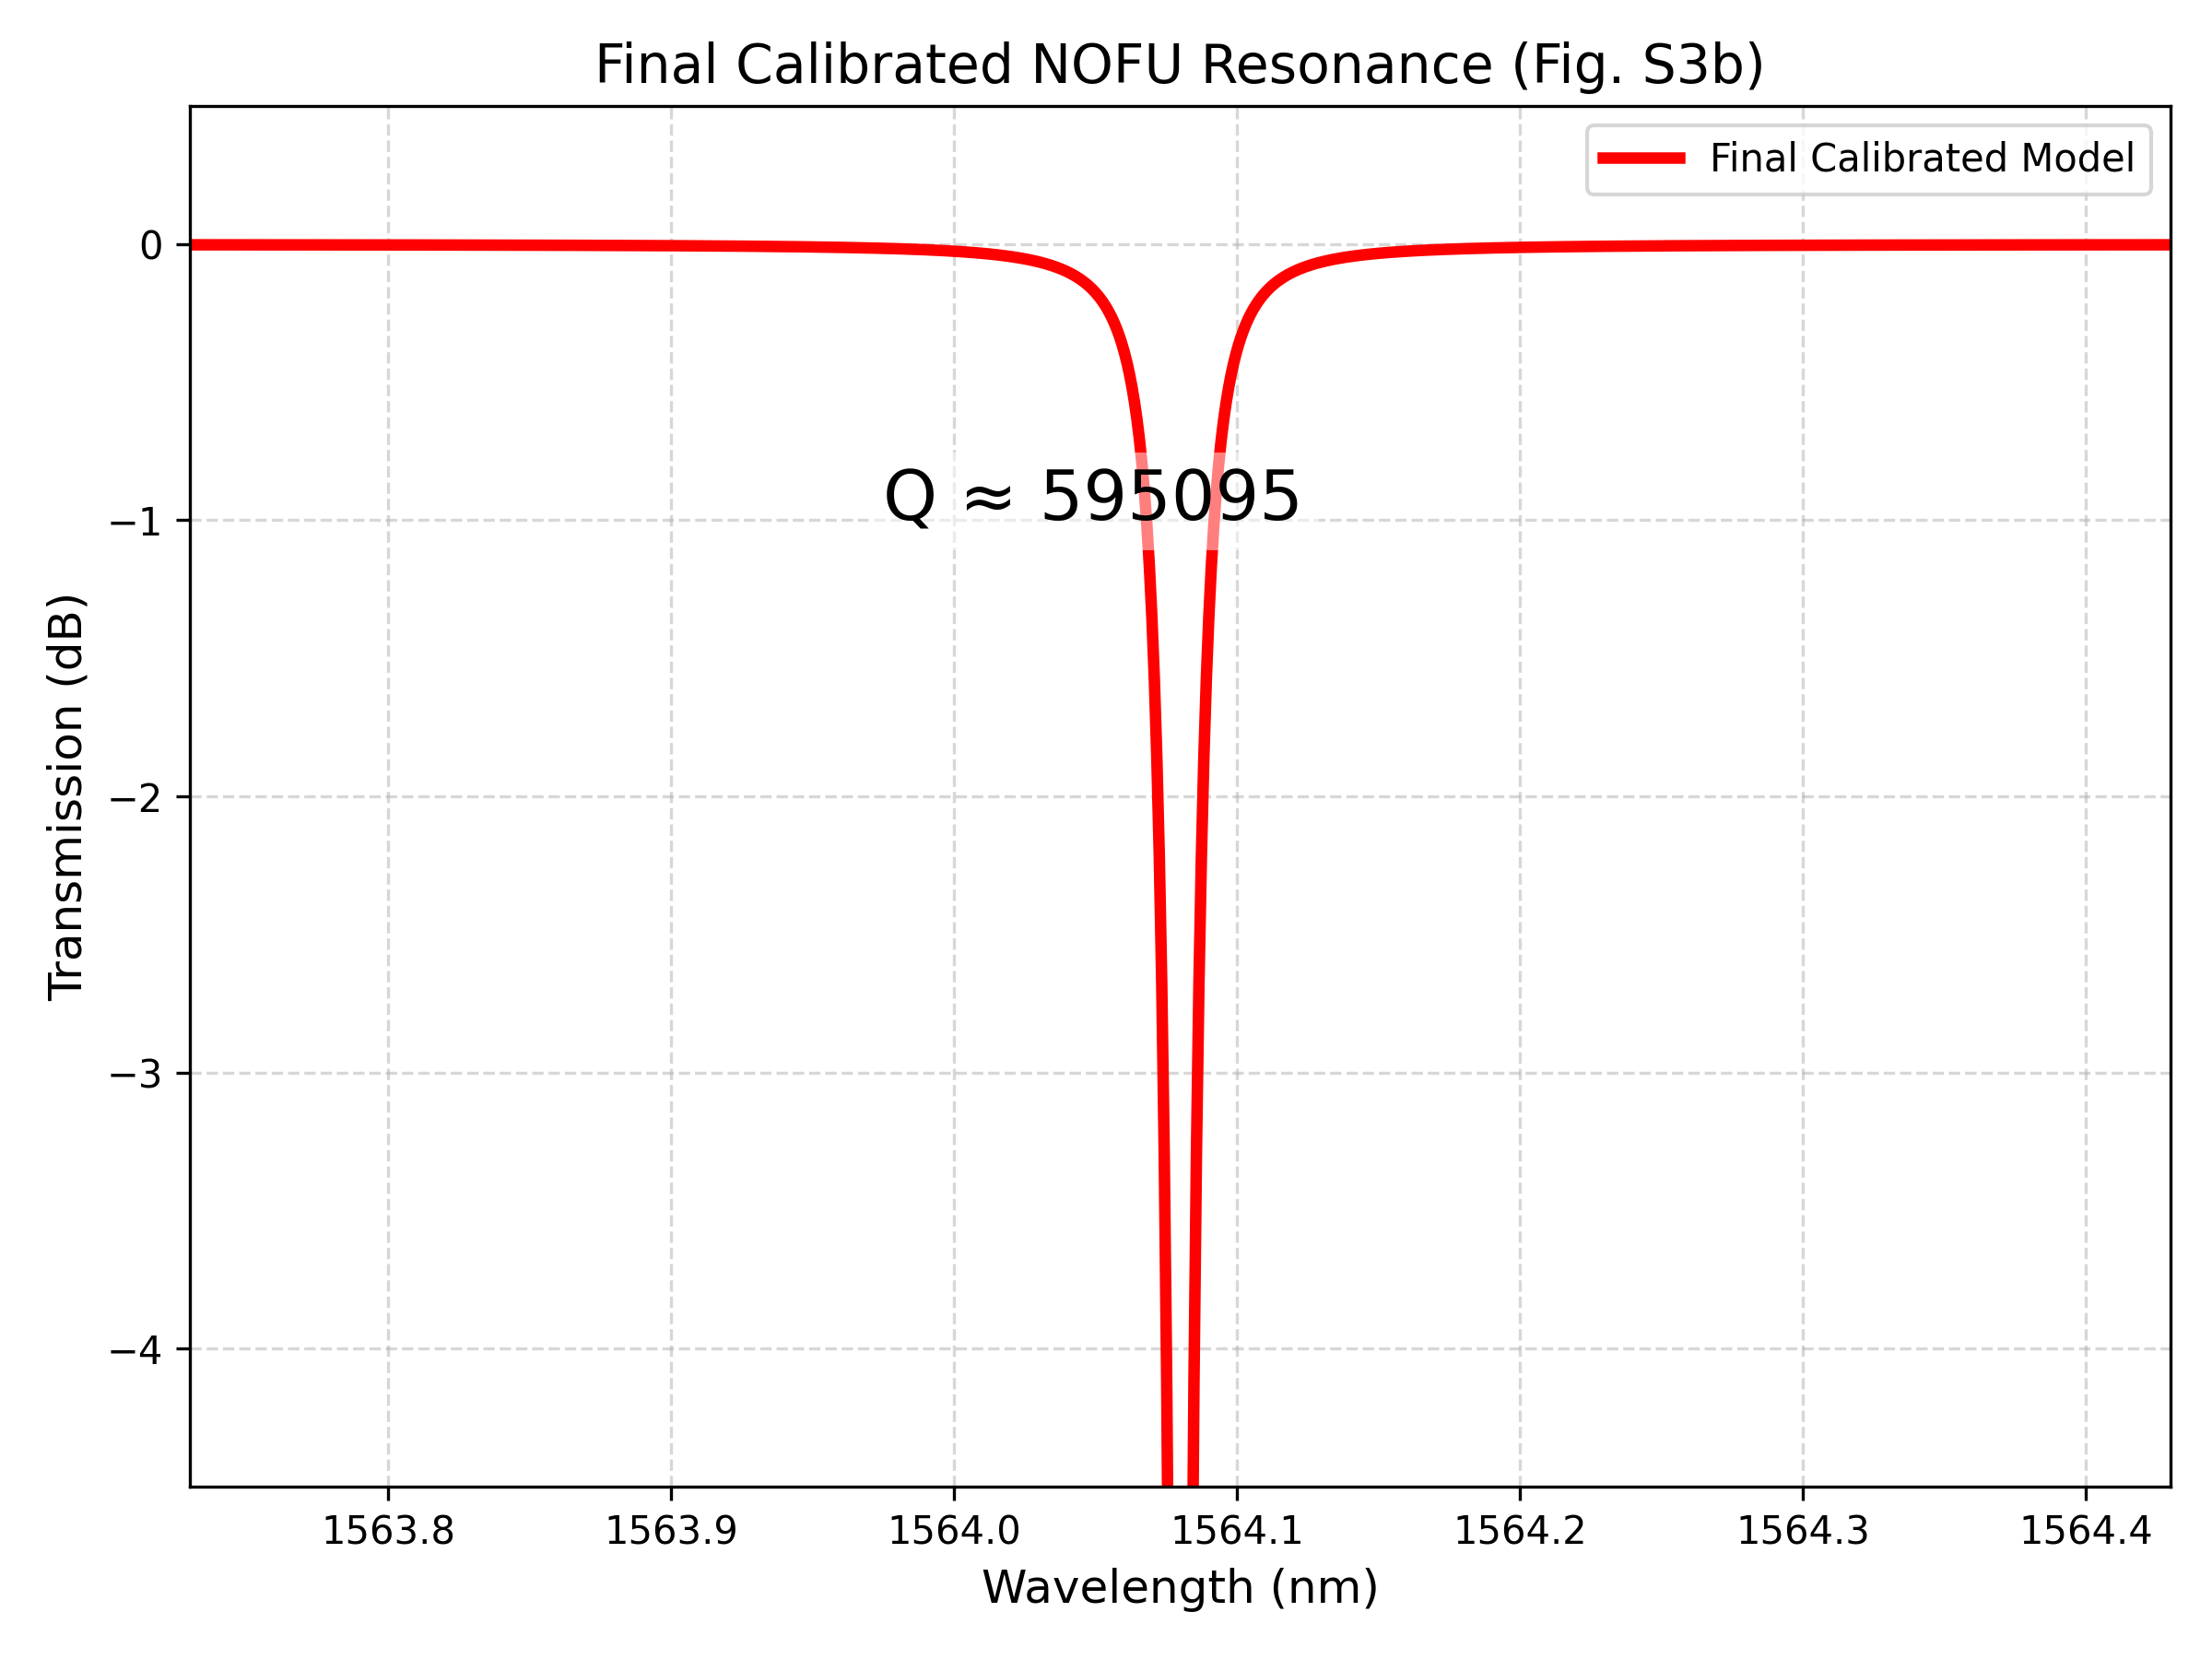 Final Calibrated NOFU Resonance (Fig. S3b)
Final Calibrated Model
Q ≈ 595095
Transmission (dB)
0
−1
−2
−3
−4
1563.8 1563.9 1564.0 1564.1 1564.2 1564.3 1564.4
Wavelength (nm)